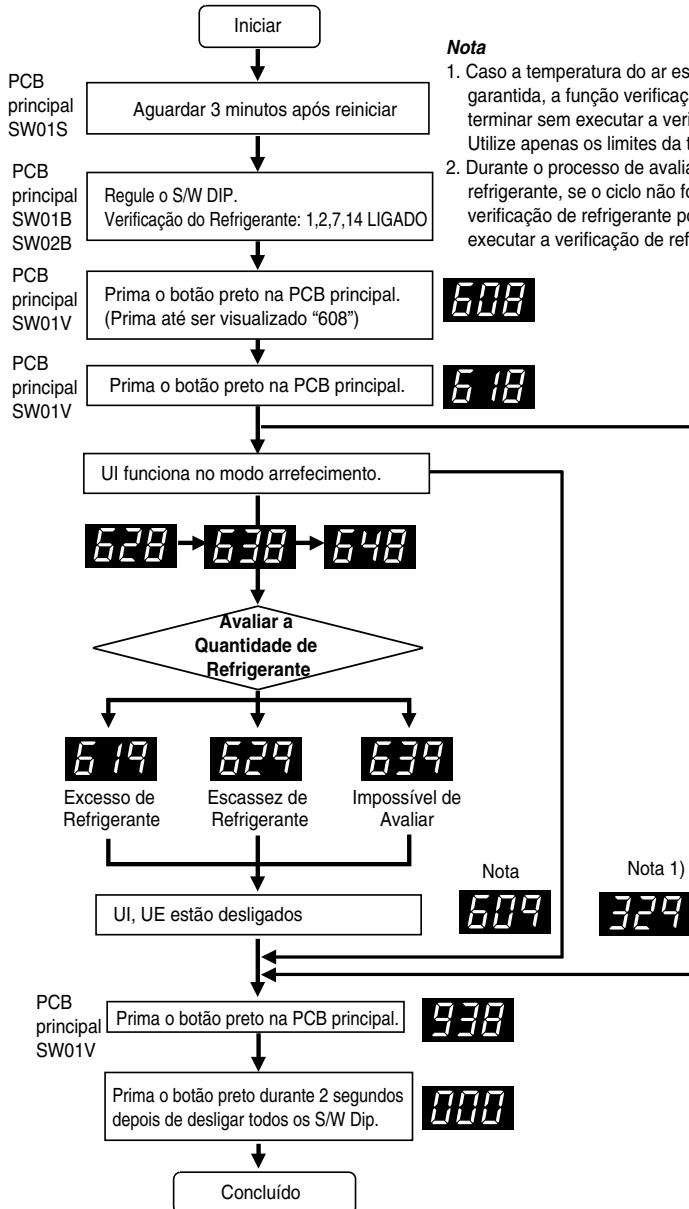 Iniciar
PCB
principal
SW01S
Aguardar 3 minutos após reiniciar
Nota
1. Caso a temperatura do ar es
garantida, a função verificaçã
terminar sem executar a veri
Utilize apenas os limites da t
2. Durante o processo de avalia
refrigerante, se o ciclo não fo
verificação de refrigerante po
executar a verificação de ref
PCB
principal
SW01B
SW02B
Regule o S/W DIP.
Verificação do Refrigerante: 1,2,7,14 LIGADO
PCB
principal
SW01V
Prima o botão preto na PCB principal.
(Prima até ser visualizado “608”)
608
PCB
principal
SW01V
Prima o botão preto na PCB principal.
618
UI funciona no modo arrefecimento.
628 638 648
Avaliar a
Quantidade de
Refrigerante
619 629 639
Excesso de
Refrigerante
Escassez de
Refrigerante
Impossível de
Avaliar
UI, UE estão desligados
Nota
609
Nota 1)
329
PCB
principal
SW01V
Prima o botão preto na PCB principal.
938
Prima o botão preto durante 2 segundos
depois de desligar todos os S/W Dip.
000
Concluído